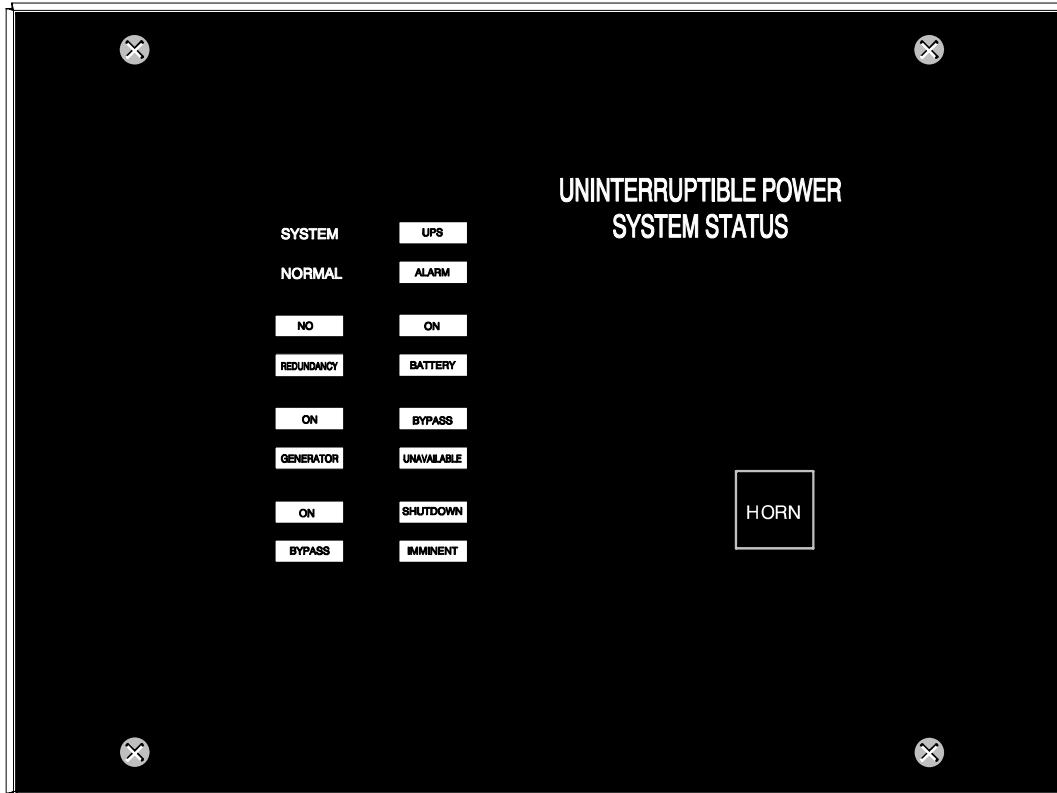 UNINTERRUPTIBLE POWER
SYSTEM STATUS
SYSTEM
NORMAL
UPS
ALARM
NO
REDUNDANCY
ON
BATTERY
ON
GENERATOR
BYPASS
UNAVAILABLE
ON
BYPASS
SHUTDOWN
IMMINENT
HORN